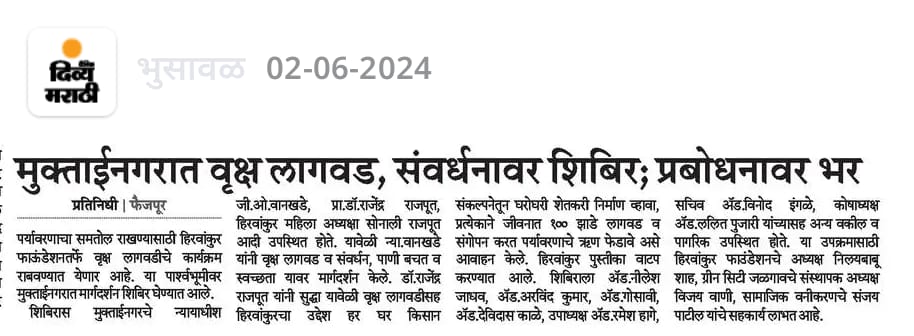 दिव्य
मराठी
भुसावळ 02-06-2024
मुक्ताईनगरात वृक्ष लागवड, संवर्धनावर शिबिर; प्रबोधनावर भर
प्रतिनिधी | फैजपूर
पर्यावरणाचा समतोल राखण्यासाठी हिरवांकुर
फाऊंडेशनतर्फे वृक्ष लागवडीचे कार्यक्रम
राबवण्यात येणार आहे. या पार्श्वभूमीवर
मुक्ताईनगरात मार्गदर्शन शिबिर घेण्यात आले.
शिबिरास मुक्ताईनगरचे न्यायाधीश
जी.ओ.वानखडे, प्रा.डॉ.राजेंद्र राजपूत,
हिरवांकुर महिला अध्यक्षा सोनाली राजपूत
आदी उपस्थित होते. यावेळी न्या.वानखडे
यांनी वृक्ष लागवड व संवर्धन, पाणी बचत व
स्वच्छता यावर मार्गदर्शन केले. डॉ.राजेंद्र
राजपूत यांनी सुद्धा यावेळी वृक्ष लागवडीसह
हिरवांकुरचा उद्देश हर घर किसान
संकल्पनेतून घरोघरी शेतकरी निर्माण व्हावा,
प्रत्येकाने जीवनात १०० झाडे लागवड व
संगोपन करत पर्यावरणाचे ऋण फेडावे असे
आवाहन केले. हिरवांकुर पुस्तीका वाटप
करण्यात आले. शिबिराला ॲड.नीलेश
जाधव, ॲड.अरविंद कुमार, ॲड.गोसावी,
ॲड.देविदास काळे, उपाध्यक्ष ॲड.रमेश हागे,
सचिव ॲड.विनोद इंगळे, कोषाध्यक्ष
ॲड.ललित पुजारी यांच्यासह अन्य वकील व
नागरिक उपस्थित होते. या उपक्रमासाठी
हिरवांकुर फाउंडेशनचे अध्यक्ष निलयबाबू
शाह, ग्रीन सिटी जळगावचे संस्थापक अध्यक्ष
विजय वाणी, सामाजिक वनीकरणचे संजय
पाटील यांचे सहकार्य लाभत आहे.